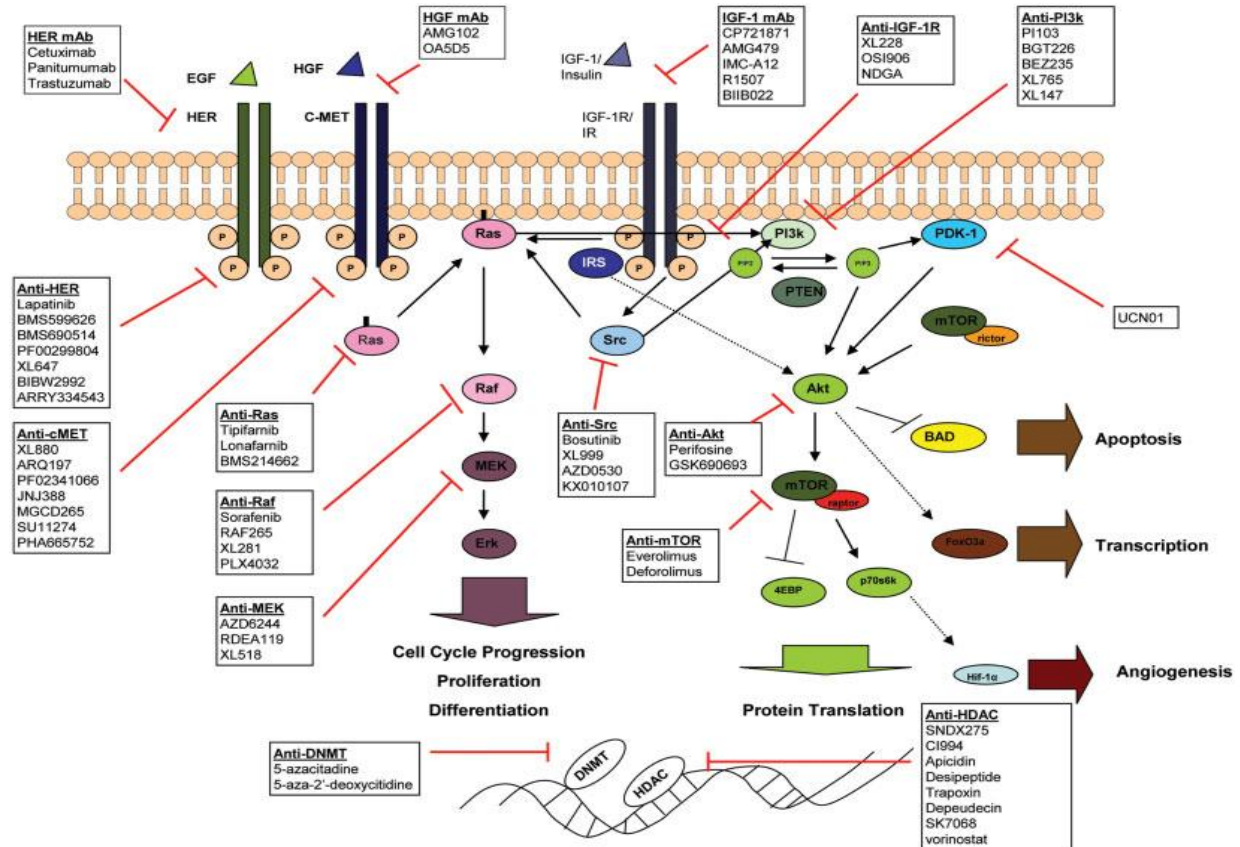 HER mAb
Cetuximab
Panitumumab
Trastuzumab
HGF mAb
AMG102
OA5D5
IGF-1 mAb
CP721871
AMG479
IMC-A12
R1507
BIIB022
Anti-IGF-1R
XL228
OSI906
NDGA
Anti-PI3k
PI103
BGT226
BEZ235
XL765
XL147
EGF
HGF
IGF-1/
Insulin
HER
C-MET
IGF-1R/
IR
P P P P P P
P P P P P P
Ras
PI3k
PDK-1
IRS
PIP2
PIP3
PTEN
Anti-HER
Lapatinib
BMS599626
BMS690514
PF00299804
XL647
BIBW2992
ARRY334543
Ras
Src
mTOR
rictor
UCN01
Raf
Akt
Anti-cMET
XL880
ARQ197
PF02341066
JNJ388
MGCD265
SU11274
PHA665752
Anti-Ras
Tipifarnib
Lonafarnib
BMS214662
Anti-Src
Bosutinib
XL999
AZD0530
KX010107
Anti-Akt
Perifosine
GSK690693
BAD
Apoptosis
MEK
mTOR
raptor
Anti-Raf
Sorafenib
RAF265
XL281
PLX4032
Erk
Anti-mTOR
Everolimus
Deforolimus
FoxO3a
Transcription
4EBP
p70s6k
Anti-MEK
AZD6244
RDEA119
XL518
Cell Cycle Progression
Proliferation
Differentiation
Hif-1α
Angiogenesis
Protein Translation
Anti-DNMT
5-azacitadine
5-aza-2'-deoxycitidine
DNMT
HDAC
Anti-HDAC
SNDX275
CI994
Apicidin
Desipeptide
Trapoxin
Depeudecin
SK7068
vorinostat